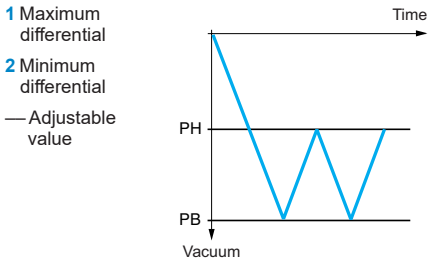 1 Maximum
differential
2 Minimum
differential
— Adjustable
value
Time
PH
PB
Vacuum